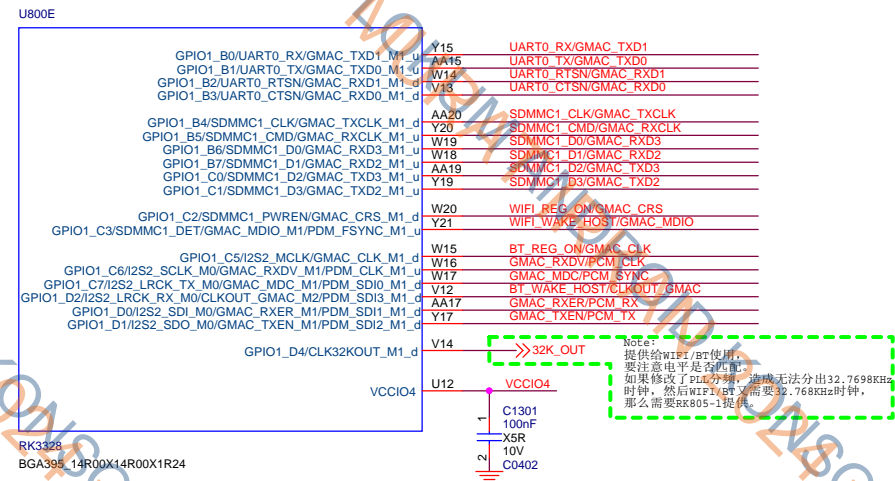 U800E
GPIO1_B0/UART0_RX/GMAC_TXD1_M1_u Y15 UART0_RX/GMAC_TXD1
GPIO1_B1/UART0_TX/GMAC_TXD0_M1_u AA15 UART0_TX/GMAC_TXD0
GPIO1_B2/UART0_RTSN/GMAC_RXD1_M1_d W14 UART0_RTSN/GMAC_RXD1
GPIO1_B3/UART0_CTSN/GMAC_RXD0_M1_u V13 UART0_CTSN/GMAC_RXD0
GPIO1_B4/SDMMC1_CLK/GMAC_TXCLK_M1_d AA20 SDMMC1_CLK/GMAC_TXCLK
GPIO1_B5/SDMMC1_CMD/GMAC_RXCLK_M1_u Y20 SDMMC1_CMD/GMAC_RXCLK
GPIO1_B6/SDMMC1_D0/GMAC_RXD3_M1_u W19 SDMMC1_D0/GMAC_RXD3
GPIO1_B7/SDMMC1_D1/GMAC_RXD2_M1_u W18 SDMMC1_D1/GMAC_RXD2
GPIO1_C0/SDMMC1_D2/GMAC_TXD3_M1_u AA19 SDMMC1_D2/GMAC_TXD3
GPIO1_C1/SDMMC1_D3/GMAC_TXD2_M1_u Y19 SDMMC1_D3/GMAC_TXD2
GPIO1_C2/SDMMC1_PWREN/GMAC_CRS_M1_d W20 WIFI_REG_ON/GMAC_CRS
GPIO1_C3/SDMMC1_DET/GMAC_MDIO_M1/PDM_FSYNC_M1_u Y21 WIFI_WAKE_HOST/GMAC_MDIO
GPIO1_C5/I2S2_MCLK/GMAC_CLK_M1_d W15 BT_REG_ON/GMAC_CLK
GPIO1_C6/I2S2_SCLK_M0/GMAC_RXDV_M1/PDM_CLK_M1_u W16 GMAC_RXDV/PCM_CLK
GPIO1_C7/I2S2_LRCK_TX_M0/GMAC_MDC_M1/PDM_SDI0_M1_d W17 GMAC_MDC/PCM_SYNC
GPIO1_D2/I2S2_LRCK_RX_M0/CLKOUT_GMAC_M2/PDM_SDI3_M1_d V12 BT_WAKE_HOST/CLKOUT_GMAC
GPIO1_D0/I2S2_SDI_M0/GMAC_RXER_M1/PDM_SDI1_M1_d AA17 GMAC_RXER/PCM_RX
GPIO1_D1/I2S2_SDO_M0/GMAC_TXEN_M1/PDM_SDI2_M1_d Y17 GMAC_TXEN/PCM_TX
GPIO1_D4/CLK32KOUT_M1_d V14 32K_OUT
Note:
提供给WIFI/BT使用,
要注意电平是否匹配。
如果修改了PLL分频,造成无法分出32.7698KHz
时钟,然后WIFI/BT又需要32.768KHz时钟,
那么需要RK805-1提供。
VCCIO4 U12 VCCIO4
1
C1301
100nF
X5R
10V
2
C0402
RK3328
BGA395_14R00X14R00X1R24